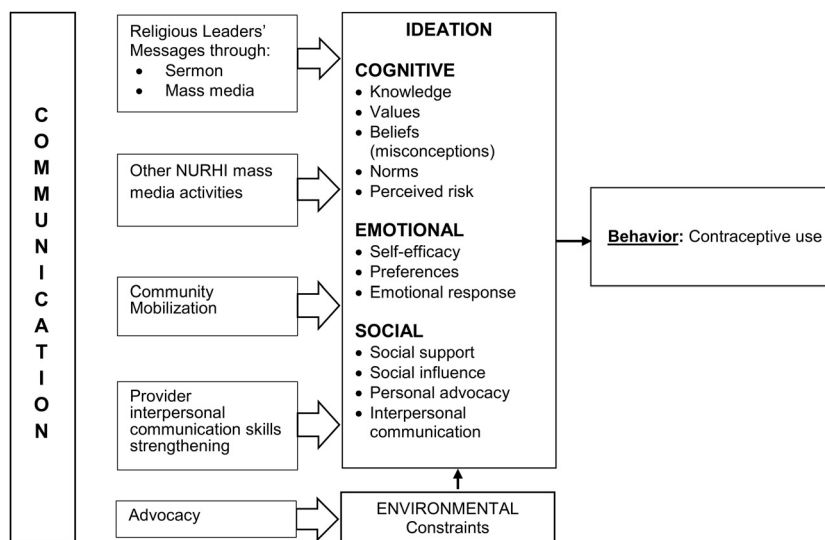 COMMUNICATION
Religious Leaders'
Messages through:
• Sermon
• Mass media
Other NURHI mass
media activities
Community
Mobilization
Provider
interpersonal
communication skills
strengthening
Advocacy
IDEATION
COGNITIVE
• Knowledge
• Values
• Beliefs
(misconceptions)
• Norms
• Perceived risk
EMOTIONAL
• Self-efficacy
• Preferences
• Emotional response
SOCIAL
• Social support
• Social influence
• Personal advocacy
• Interpersonal
communication
ENVIRONMENTAL
Constraints
Behavior: Contraceptive use